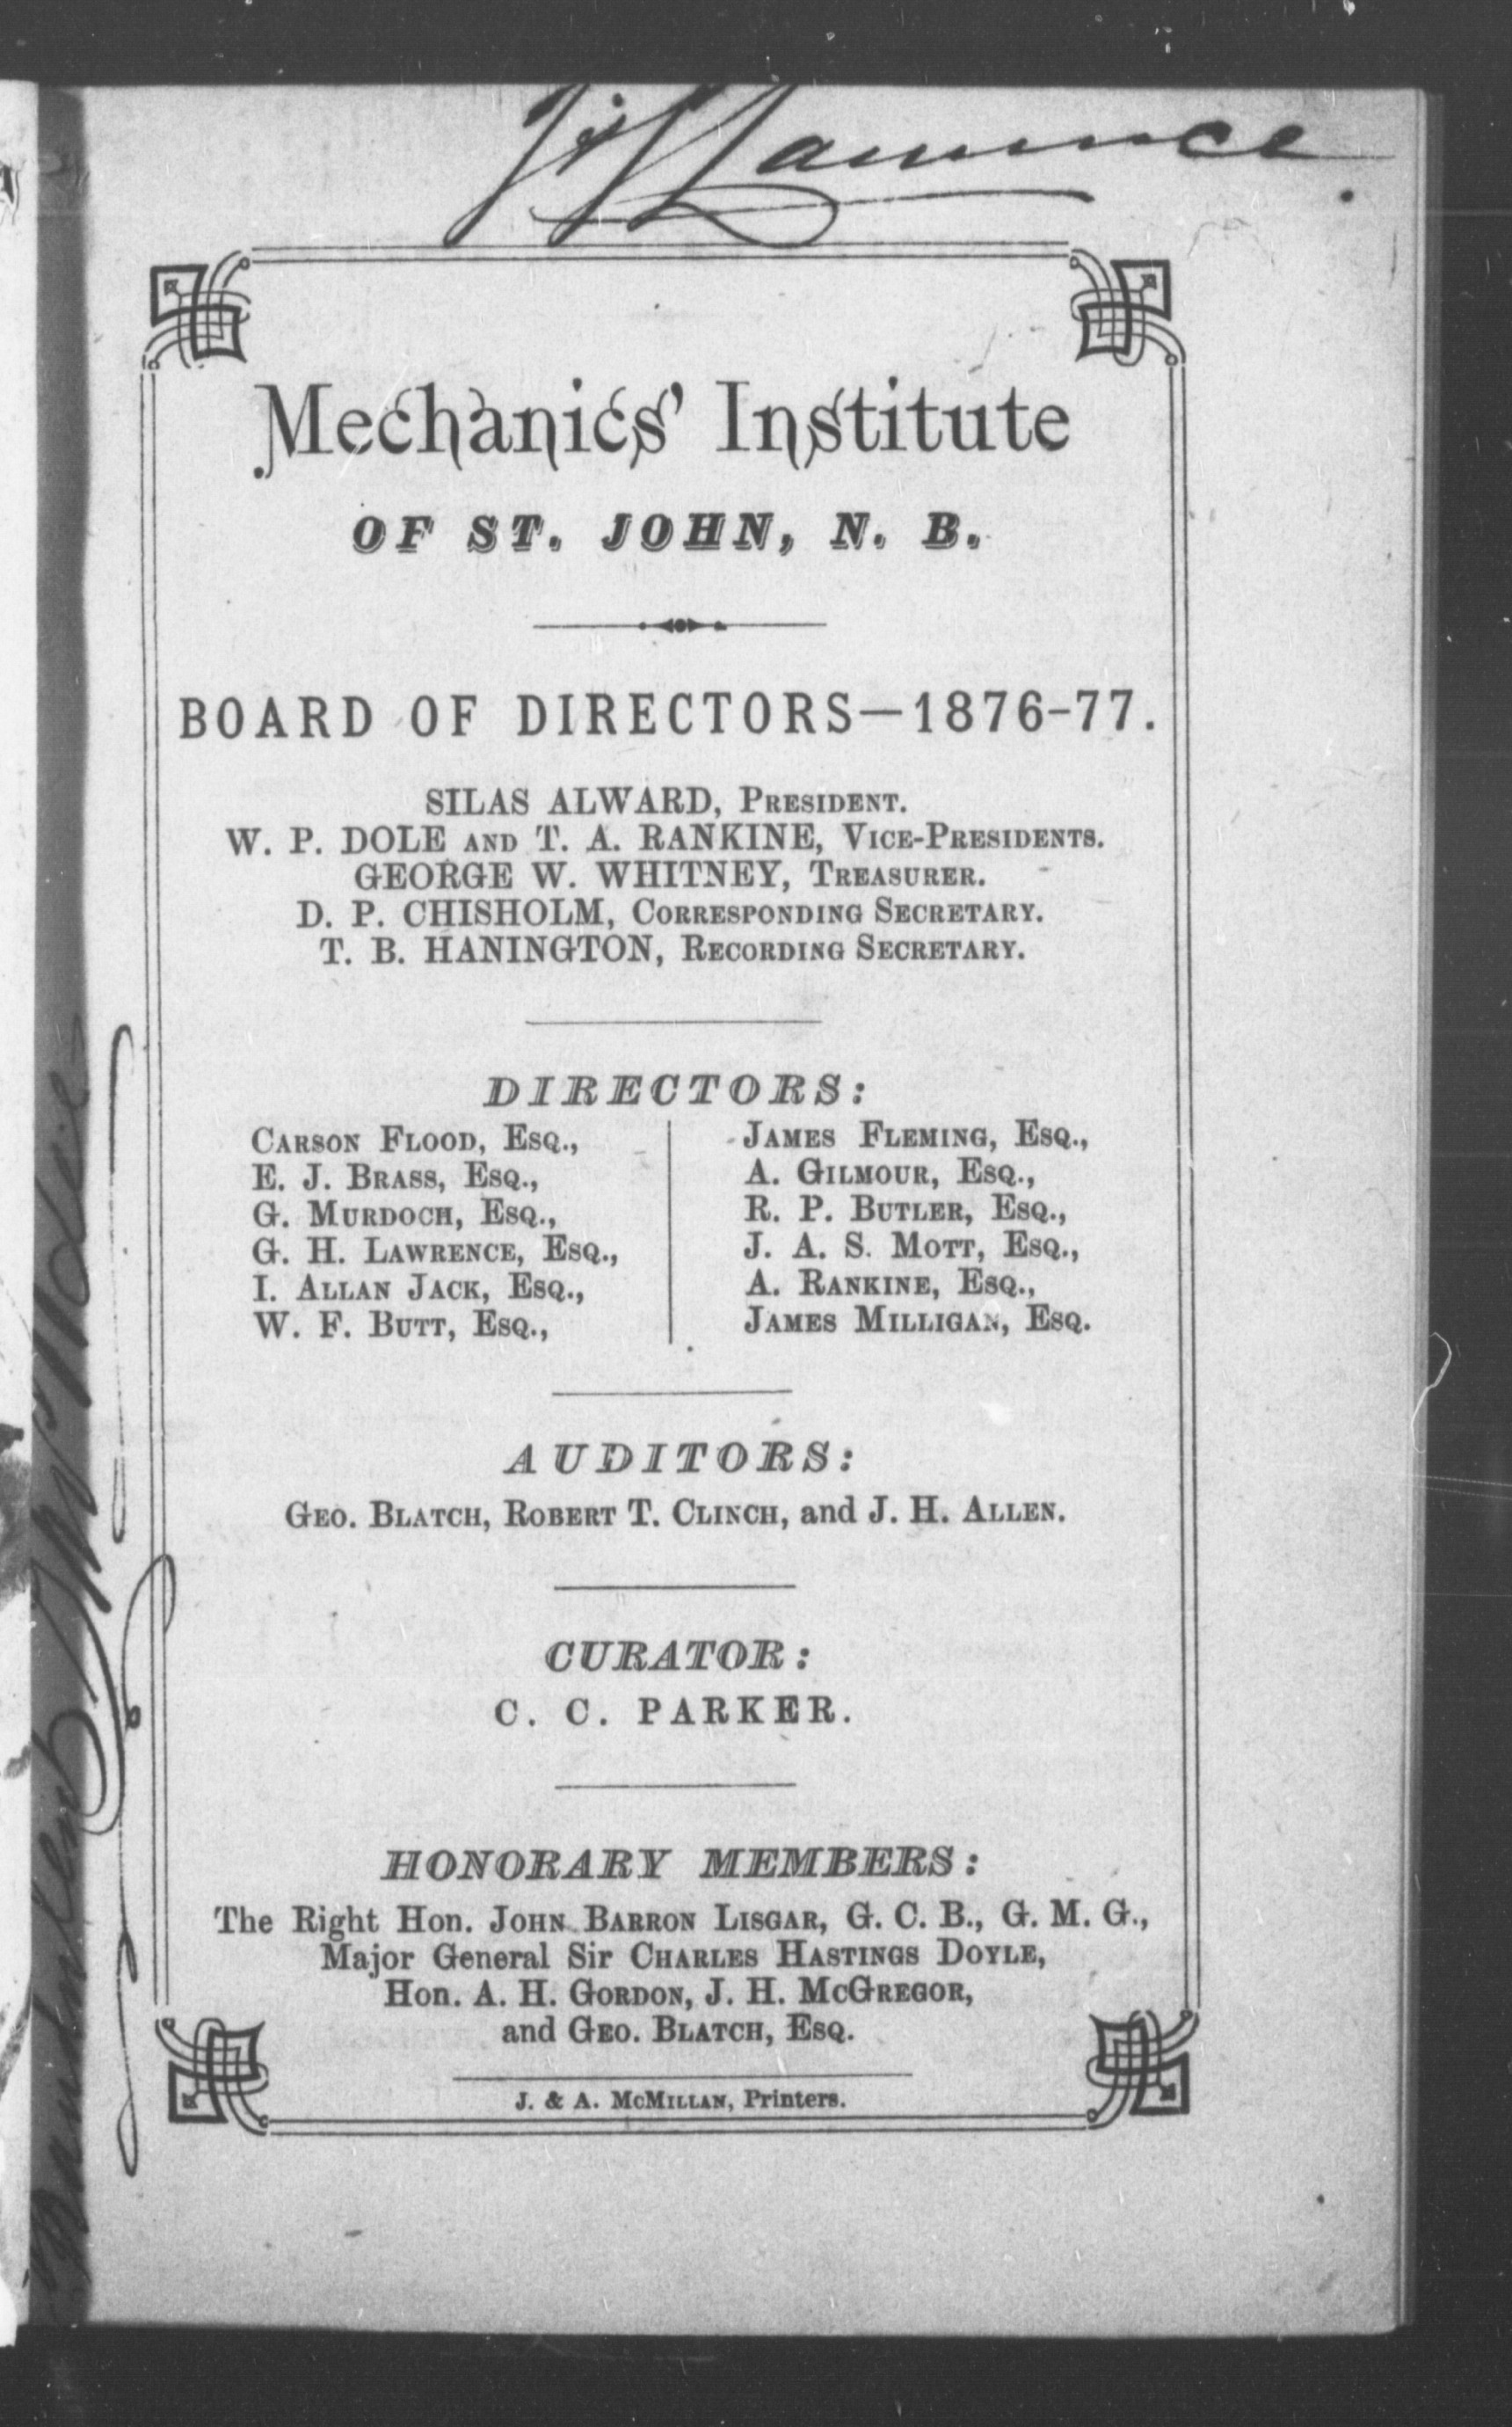 Mechanics' Institute
OF ST. JOHN, N. B.
BOARD OF DIRECTORS—1876-77.
SILAS ALWARD, PRESIDENT.
W. P. DOLE AND T. A. RANKINE, VICE-PRESIDENTS.
GEORGE W. WHITNEY, TREASURER.
D. P. CHISHOLM, CORRESPONDING SECRETARY.
T. B. HANINGTON, RECORDING SECRETARY.
DIRECTORS:
CARSON FLOOD, ESQ.,
E. J. BRASS, ESQ.,
G. MURDOCH, ESQ.,
G. H. LAWRENCE, ESQ.,
I. ALLAN JACK, ESQ.,
W. F. BUTT, ESQ.,
JAMES FLEMING, ESQ.,
A. GILMOUR, ESQ.,
R. P. BUTLER, ESQ.,
J. A. S. MOTT, ESQ.,
A. RANKINE, ESQ.,
JAMES MILLIGAN, ESQ.
AUDITORS:
GEO. BLATCH, ROBERT T. CLINCH, and J. H. ALLEN.
CURATOR:
C. C. PARKER.
HONORARY MEMBERS:
The Right Hon. JOHN BARRON LISGAR, G. C. B., G. M. G.,
Major General Sir CHARLES HASTINGS DOYLE,
Hon. A. H. GORDON, J. H. McGREGOR,
and GEO. BLATCH, ESQ.
J. & A. McMILLAN, Printers.